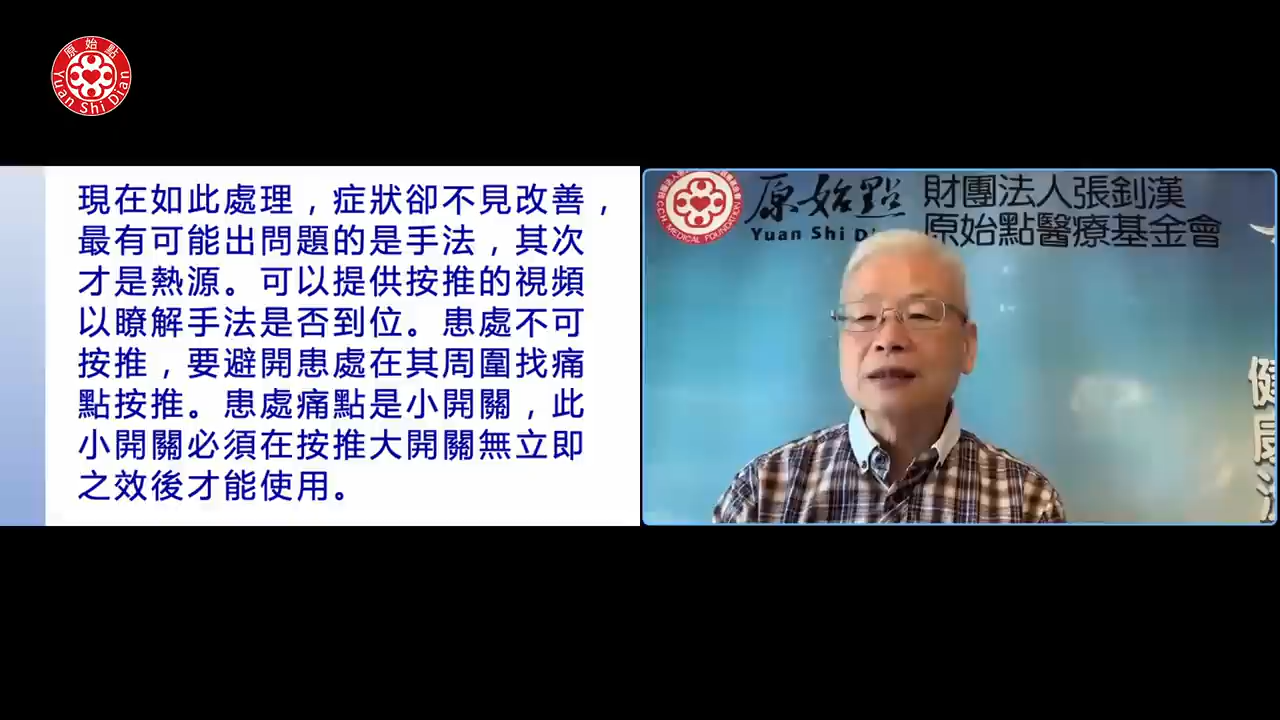 原始點
Yuan Shi Dian
現在如此處理，症狀卻不見改善，
最有可能出問題的是手法，其次
才是熱源。可以提供按推的視頻
以瞭解手法是否到位。患處不可
按推，要避開患處在其周圍找痛
點按推。患處痛點是小開關，此
小開關必須在按推大開關無立即
之效後才能使用。
原始點
Yuan Shi
財團法人張釗漢
原始點醫療基金會